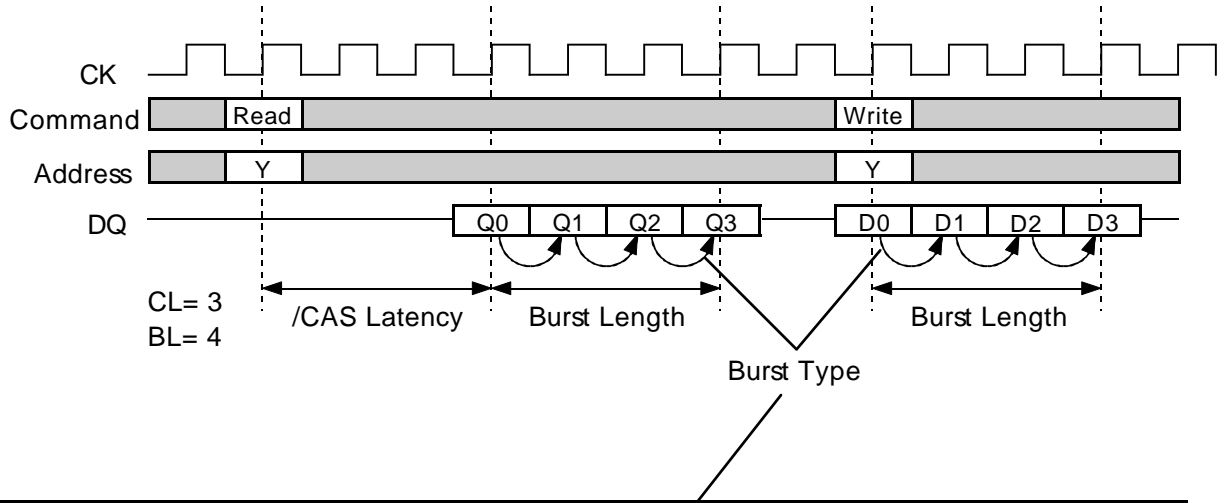 CK
Command Read Write
Address Y Y
DQ Q0 Q1 Q2 Q3 D0 D1 D2 D3
CL= 3 /CAS Latency Burst Length Burst Length
BL= 4
Burst Type